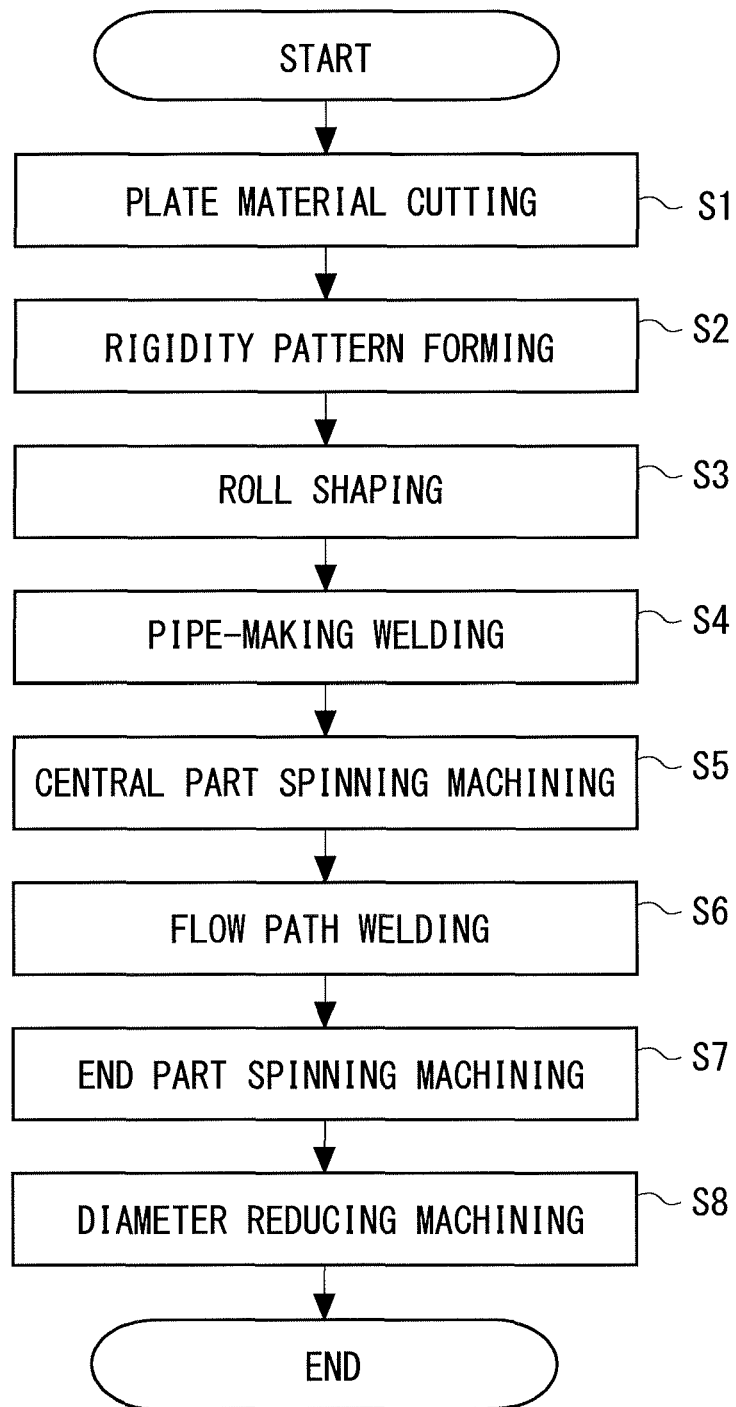 START
PLATE MATERIAL CUTTING
S1
RIGIDITY PATTERN FORMING
S2
ROLL SHAPING
S3
PIPE-MAKING WELDING
S4
CENTRAL PART SPINNING MACHINING
S5
FLOW PATH WELDING
S6
END PART SPINNING MACHINING
S7
DIAMETER REDUCING MACHINING
S8
END